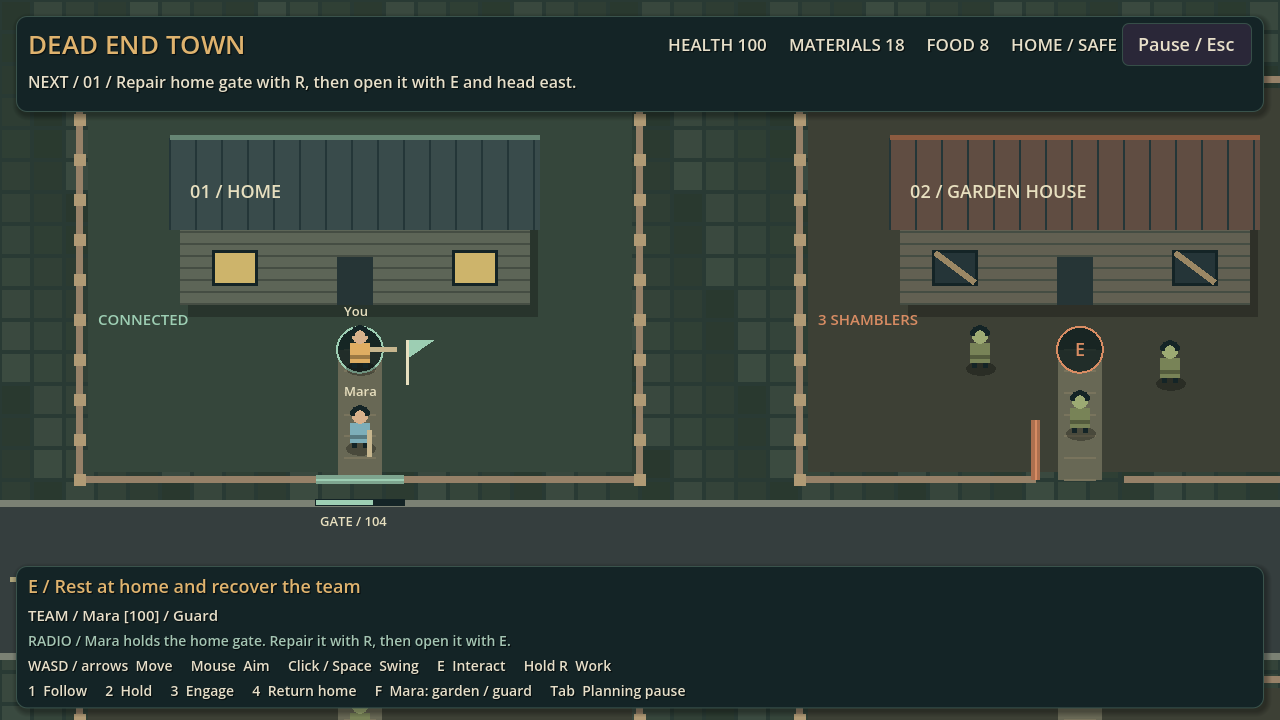 DEAD END TOWN
HEALTH 100 MATERIALS 18 FOOD 8 HOME / SAFE Pause / Esc
NEXT / 01 / Repair home gate with R, then open it with E and head east.
01 / HOME
02 / GARDEN HOUSE
CONNECTED
You
3 SHAMBLERS
E
Mara
GATE / 104
E / Rest at home and recover the team
TEAM / Mara [100] / Guard
RADIO / Mara holds the home gate. Repair it with R, then open it with E.
WASD / arrows Move Mouse Aim Click / Space Swing E Interact Hold R Work
1 Follow 2 Hold 3 Engage 4 Return home F Mara: garden / guard Tab Planning pause